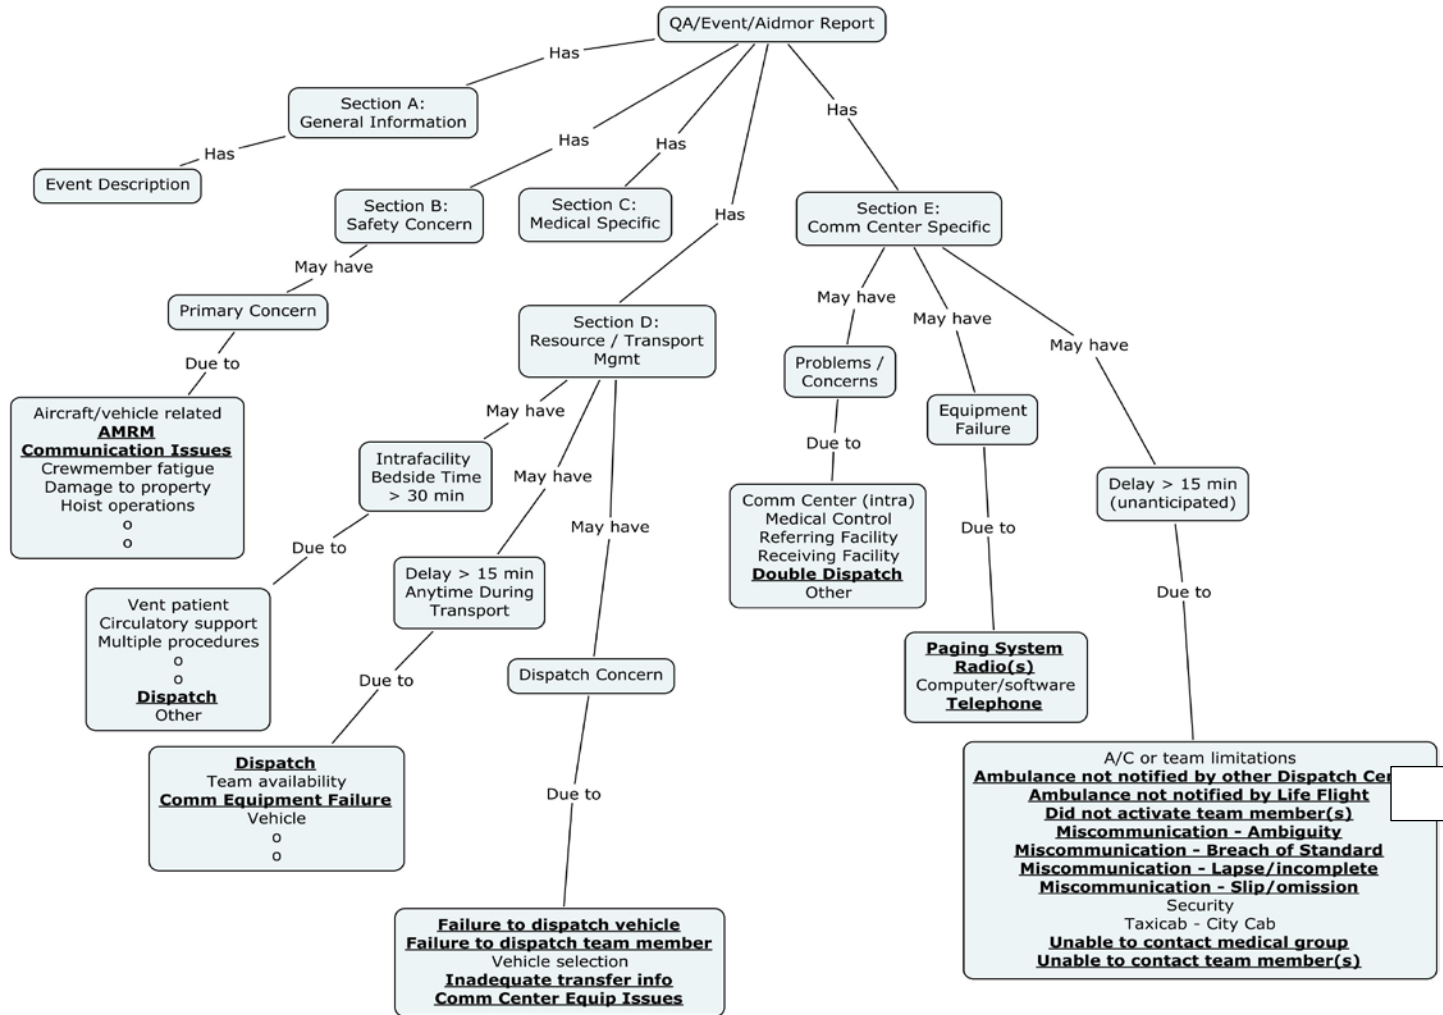 QA/Event/Aidmor Report
Has
Section A:
General Information
Has
Event Description
Has
Section B:
Safety Concern
May have
Primary Concern
Due to
Aircraft/vehicle related
AMRM
Communication Issues
Crewmember fatigue
Damage to property
Hoist operations
o
o
Has
Section C:
Medical Specific
Has
Section D:
Resource / Transport
Mgmt
May have
Intrafacility
Bedside Time
> 30 min
Due to
Vent patient
Circulatory support
Multiple procedures
o
o
Dispatch
Other
May have
Delay > 15 min
Anytime During
Transport
Due to
Dispatch
Team availability
Comm Equipment Failure
Vehicle
o
o
May have
Dispatch Concern
Due to
Failure to dispatch vehicle
Failure to dispatch team member
Vehicle selection
Inadequate transfer info
Comm Center Equip Issues
Has
Section E:
Comm Center Specific
May have
Problems /
Concerns
Due to
Comm Center (intra)
Medical Control
Referring Facility
Receiving Facility
Double Dispatch
Other
May have
Equipment
Failure
Due to
Paging System
Radio(s)
Computer/software
Telephone
May have
Delay > 15 min
(unanticipated)
Due to
A/C or team limitations
Ambulance not notified by other Dispatch
Ambulance not notified by Life Flight
Did not activate team member(s)
Miscommunication - Ambiguity
Miscommunication - Breach of Standard
Miscommunication - Lapse/incomplete
Miscommunication - Slip/omission
Security
Taxicab - City Cab
Unable to contact medical group
Unable to contact team member(s)